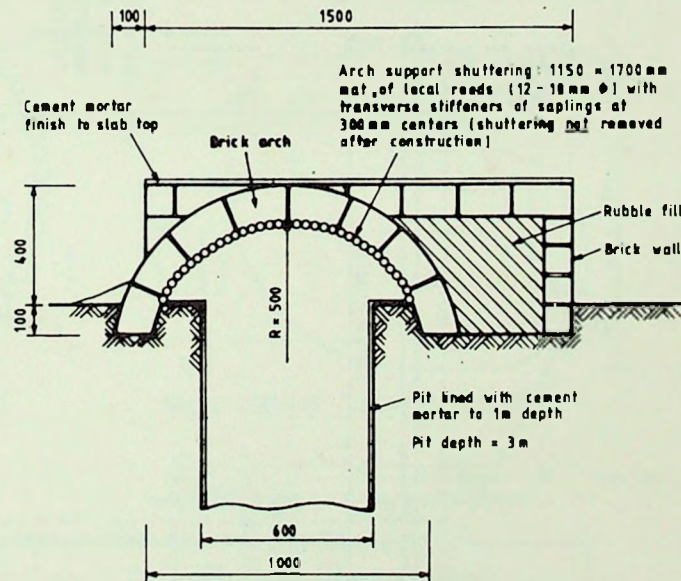 100
1500
Arch support shuttering: 1150 × 1700 mm
mat, of local reeds (12 - 18 mm Φ) with
transverse stiffeners of saplings at
300 mm centers (shuttering not removed
after construction)
Cement mortar
finish to slab top
Brick arch
Rubble fill
Brick wall
400
100
R = 500
Pit lined with cement
mortar to 1m depth
Pit depth = 3 m
600
1000